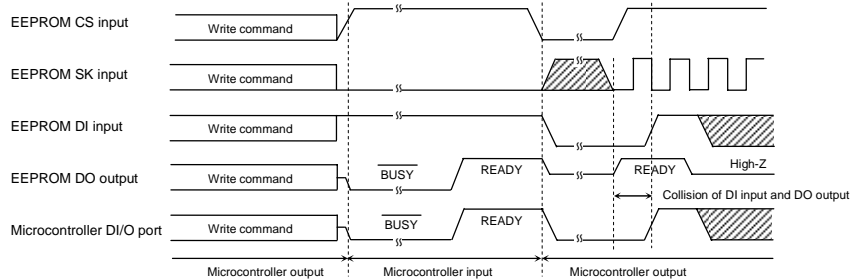 EEPROM CS input
Write command
EEPROM SK input
Write command
EEPROM DI input
Write command
EEPROM DO output
Write command
BUSY
READY
READY
High-Z
Collision of DI input and DO output
Microcontroller DI/O port
Write command
BUSY
READY
Microcontroller output
Microcontroller input
Microcontroller output